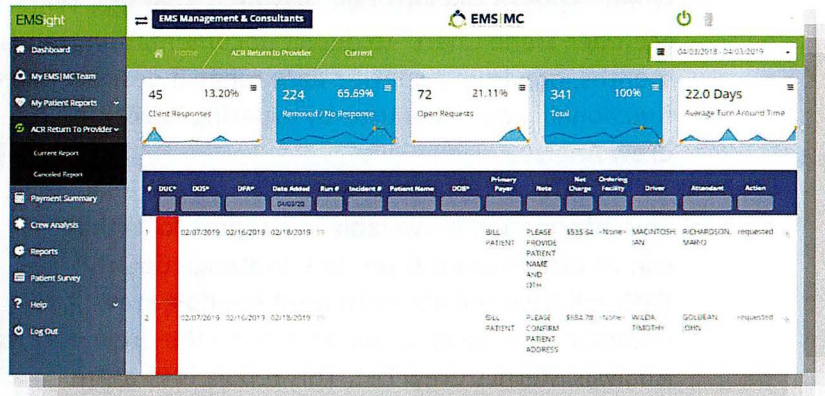 EMSight
EMS Management & Consultants
EMS|MC
Dashboard
Home
ACR Return to Provider
Current
04/03/2018 - 04/03/2019
My EMS|MC Team
My Patient Reports
ACR Return To Provider
Current Report
Canceled Report
Payment Summary
Crew Analysis
Reports
Patient Survey
Help
Log Out
45 13.20%
Client Responses
224 65.69%
Removed / No Response
72 21.11%
Open Requests
341 100%
Total
22.0 Days
Average Turn Around Time
# DUC* DOS* DFA* Date Added Run # Incident # Patient Name DOB* Primary Payer Note Net Charge Ordering Facility Driver Attendant Action
04/03/20
1 02/07/2019 02/16/2019 02/18/2019 BILL PATIENT PLEASE PROVIDE PATIENT NAME AND OTH $535.64 -None- MACINTOSH IAN RICHARDSON, MARIO requested
2 02/07/2019 02/16/2019 02/18/2019 BILL PATIENT PLEASE CONFIRM PATIENT ADDRESS -None- WILDA, TIMOTHY GOLDEAN, JOHN requested